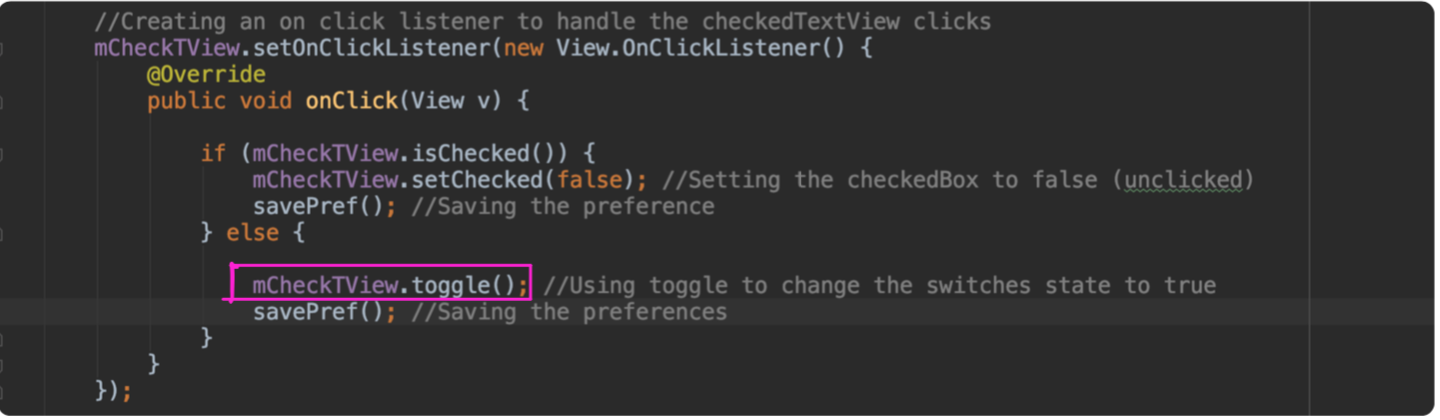 //Creating an on click listener to handle the checkedTextView clicks
mCheckTView.setOnClickListener(new View.OnClickListener() {
@Override
public void onClick(View v) {
if (mCheckTView.isChecked()) {
mCheckTView.setChecked(false); //Setting the checkedBox to false (unclicked)
savePref(); //Saving the preference
} else {
mCheckTView.toggle(); //Using toggle to change the switches state to true
savePref(); //Saving the preferences
}
}
});